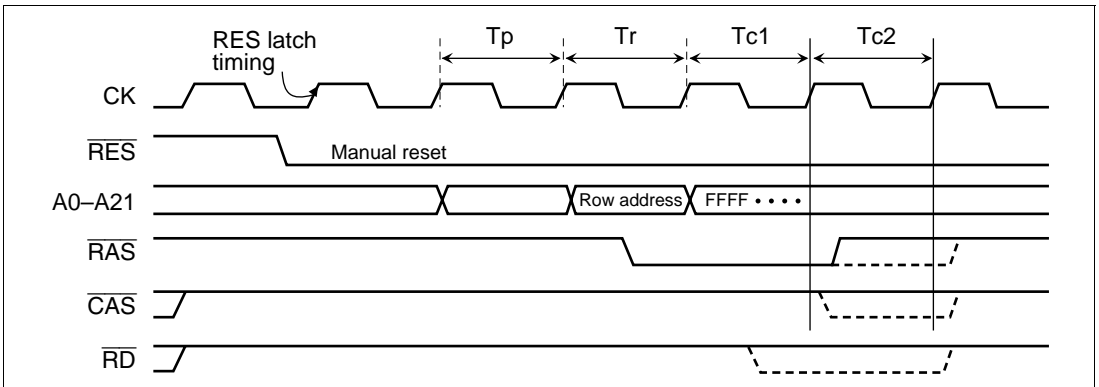 RES latch
timing
Tp
Tr
Tc1
Tc2
CK
RES
Manual reset
A0–A21
Row address
FFFF • • • •
RAS
CAS
RD